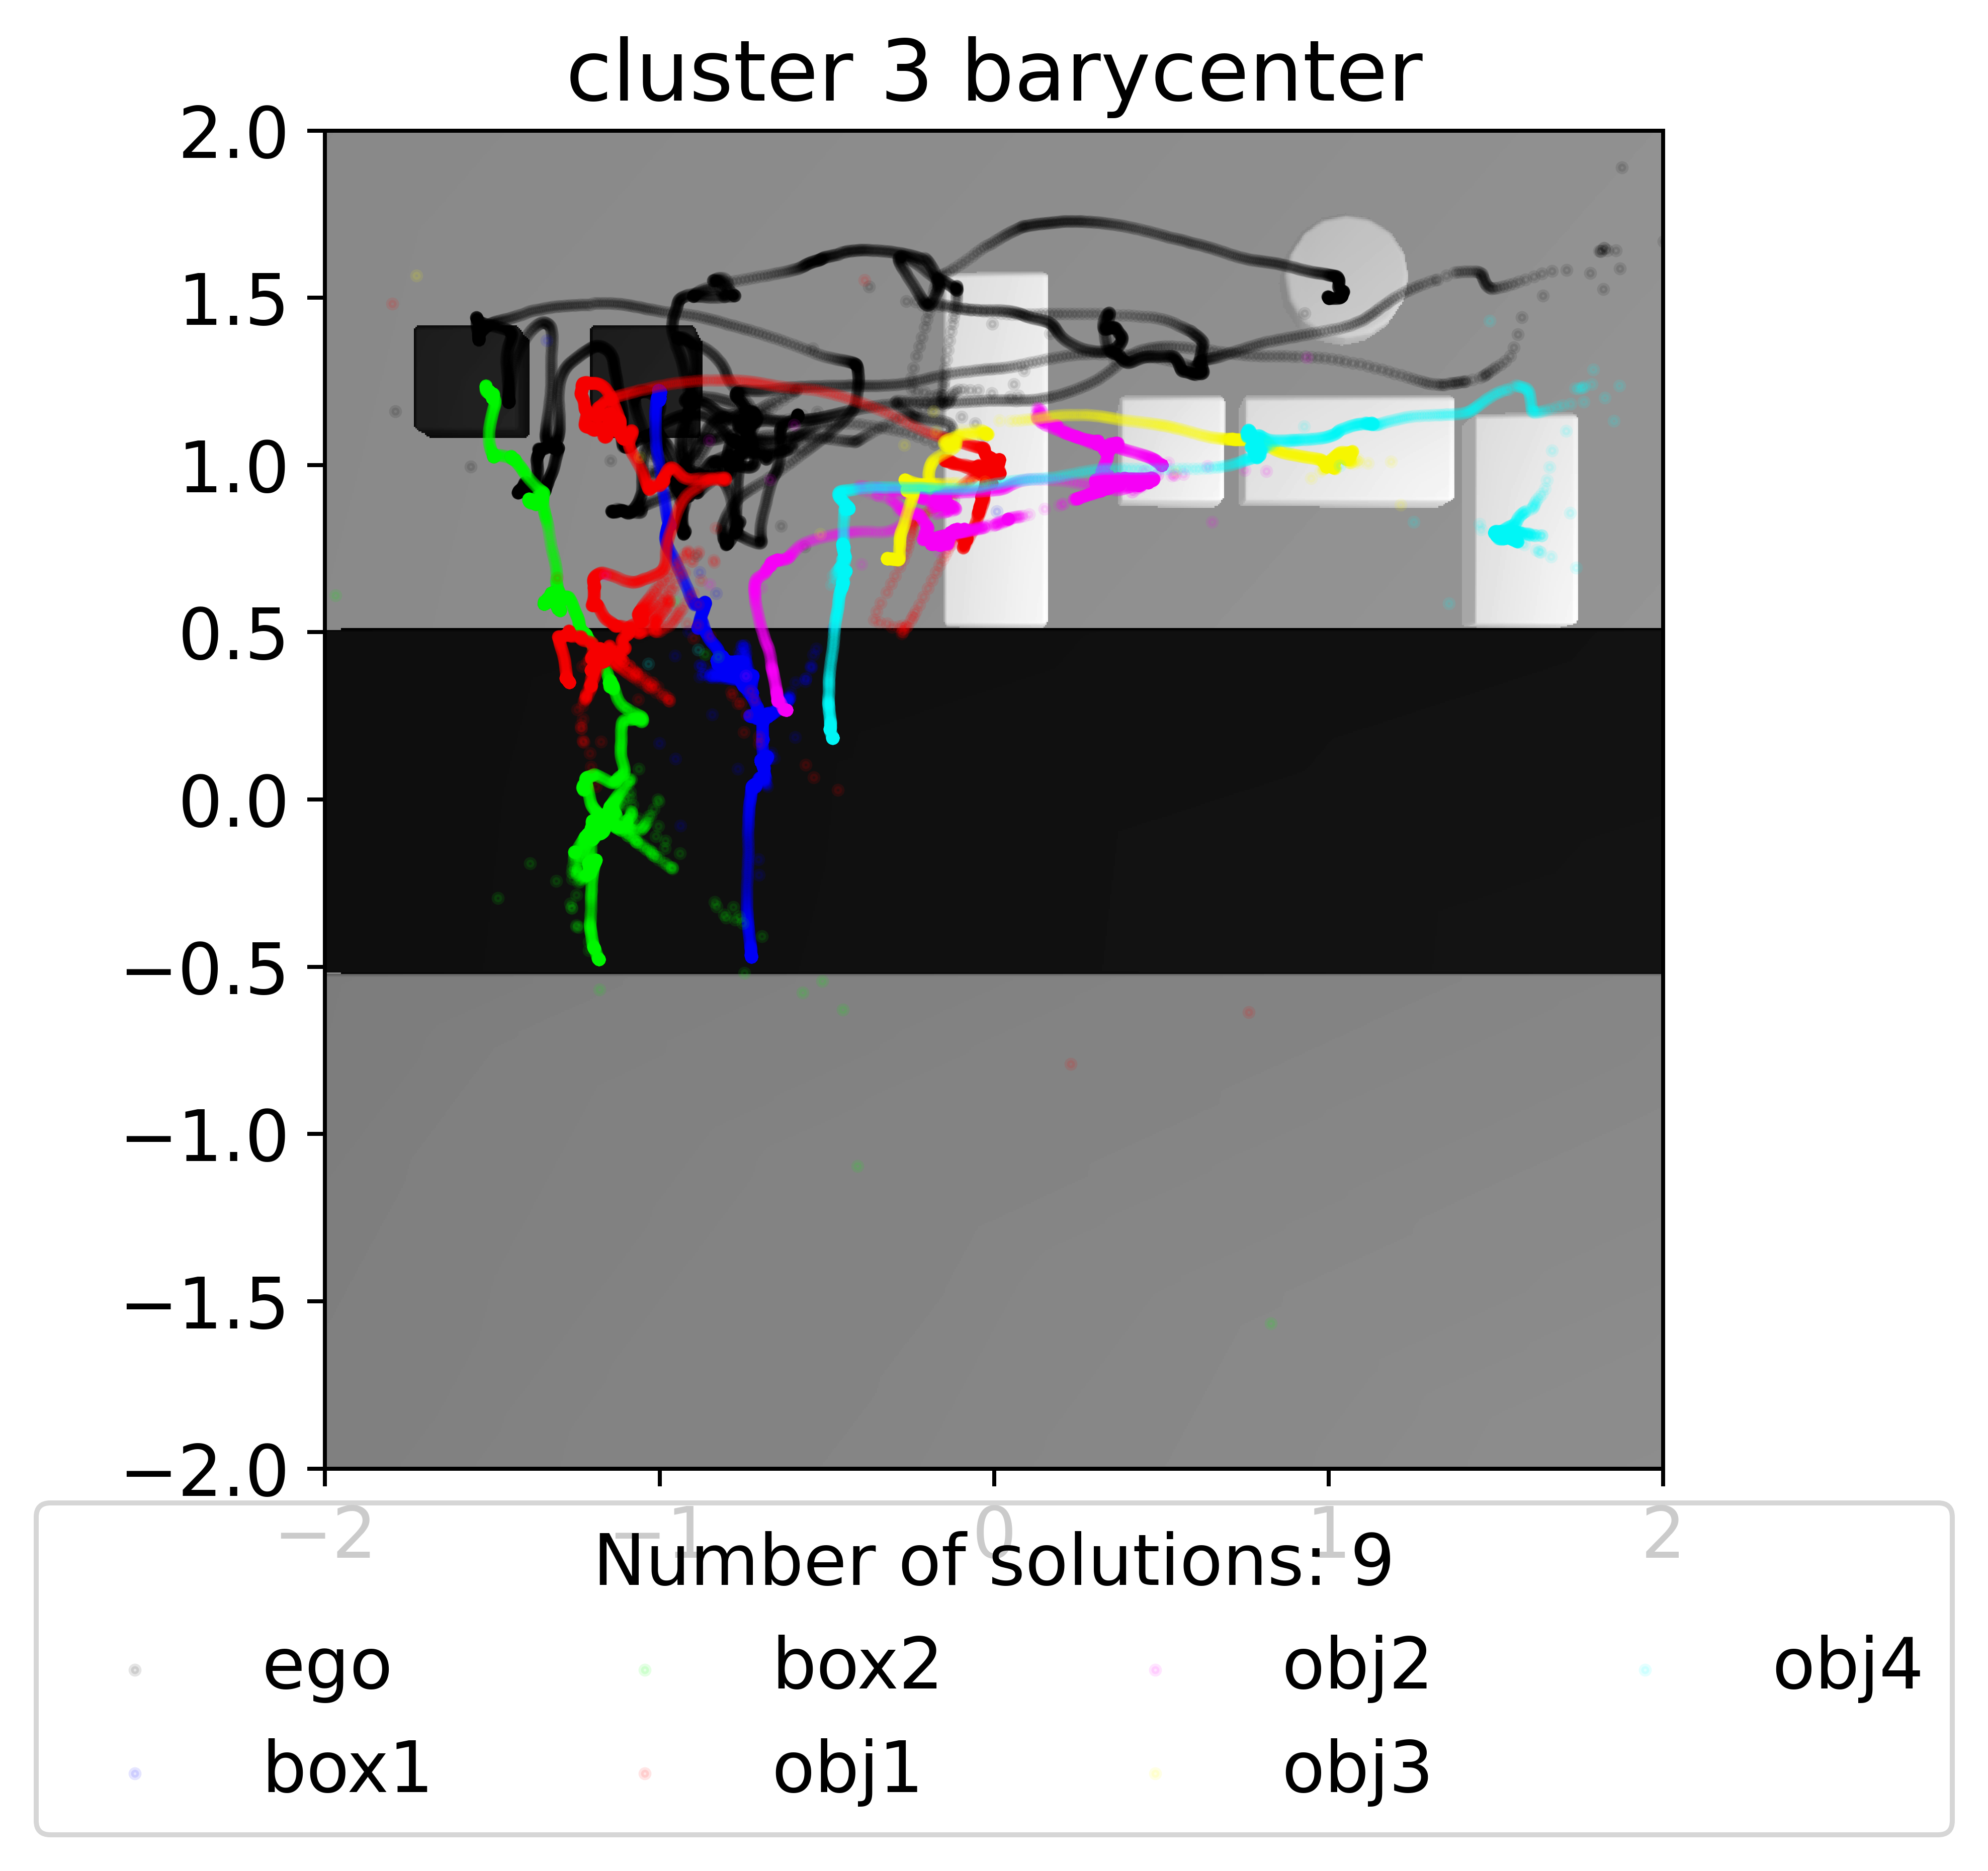 cluster 3 barycenter
2.0
1.5
1.0
0.5
0.0
−0.5
−1.0
−1.5
−2.0
−2 −1 0 1 2
Number of solutions: 9
ego box2 obj2 obj4
box1 obj1 obj3